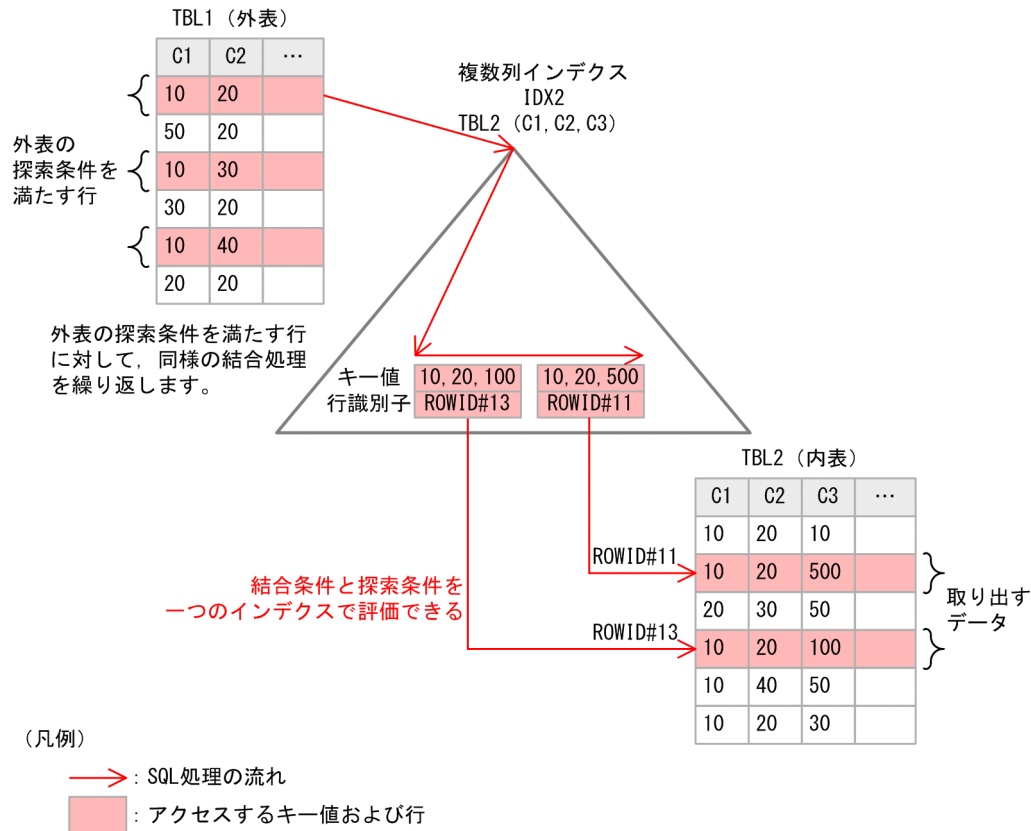 TBL1（外表）
C1 C2 …
10 20
50 20
10 30
30 20
10 40
20 20
外表の
探索条件を
満たす行
外表の探索条件を満たす行
に対して，同様の結合処理
を繰り返します。
複数列インデクス
IDX2
TBL2（C1,C2,C3）
キー値 10,20,100 10,20,500
行識別子 ROWID#13 ROWID#11
TBL2（内表）
C1 C2 C3 …
10 20 10
ROWID#11 10 20 500
20 30 50
ROWID#13 10 20 100
10 40 50
10 20 30
取り出す
データ
結合条件と探索条件を
一つのインデクスで評価できる
（凡例）
：SQL処理の流れ
：アクセスするキー値および行